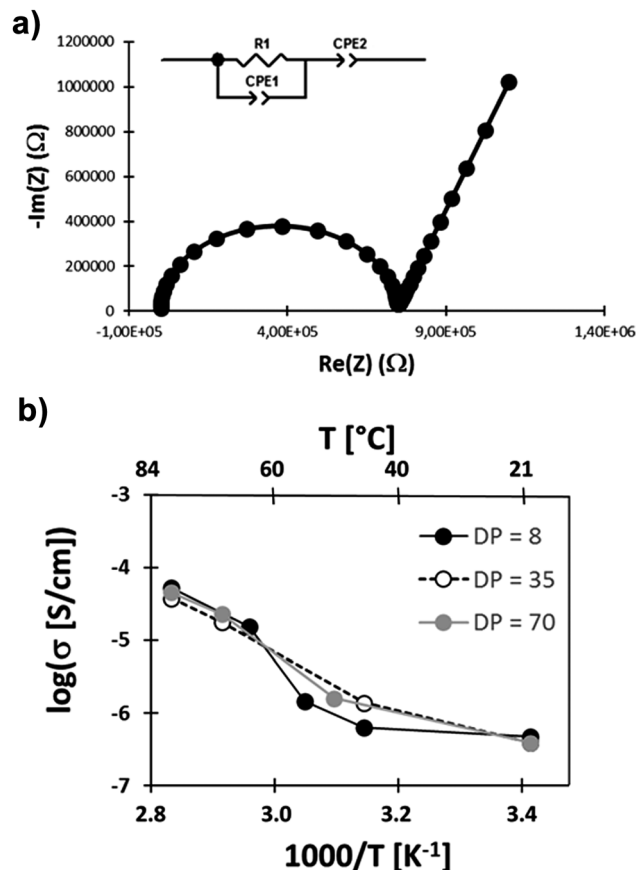 a)
R1
CPE1
CPE2
1200000
1000000
800000
600000
400000
200000
0
-Im(Z) (Ω)
-1,00E+05 4,00E+05 9,00E+05 1,40E+06
Re(Z) (Ω)
b)
T [°C]
84 60 40 21
-3
-4
-5
-6
-7
log(σ [S/cm])
DP = 8
DP = 35
DP = 70
2.8 3.0 3.2 3.4
1000/T [K-1]